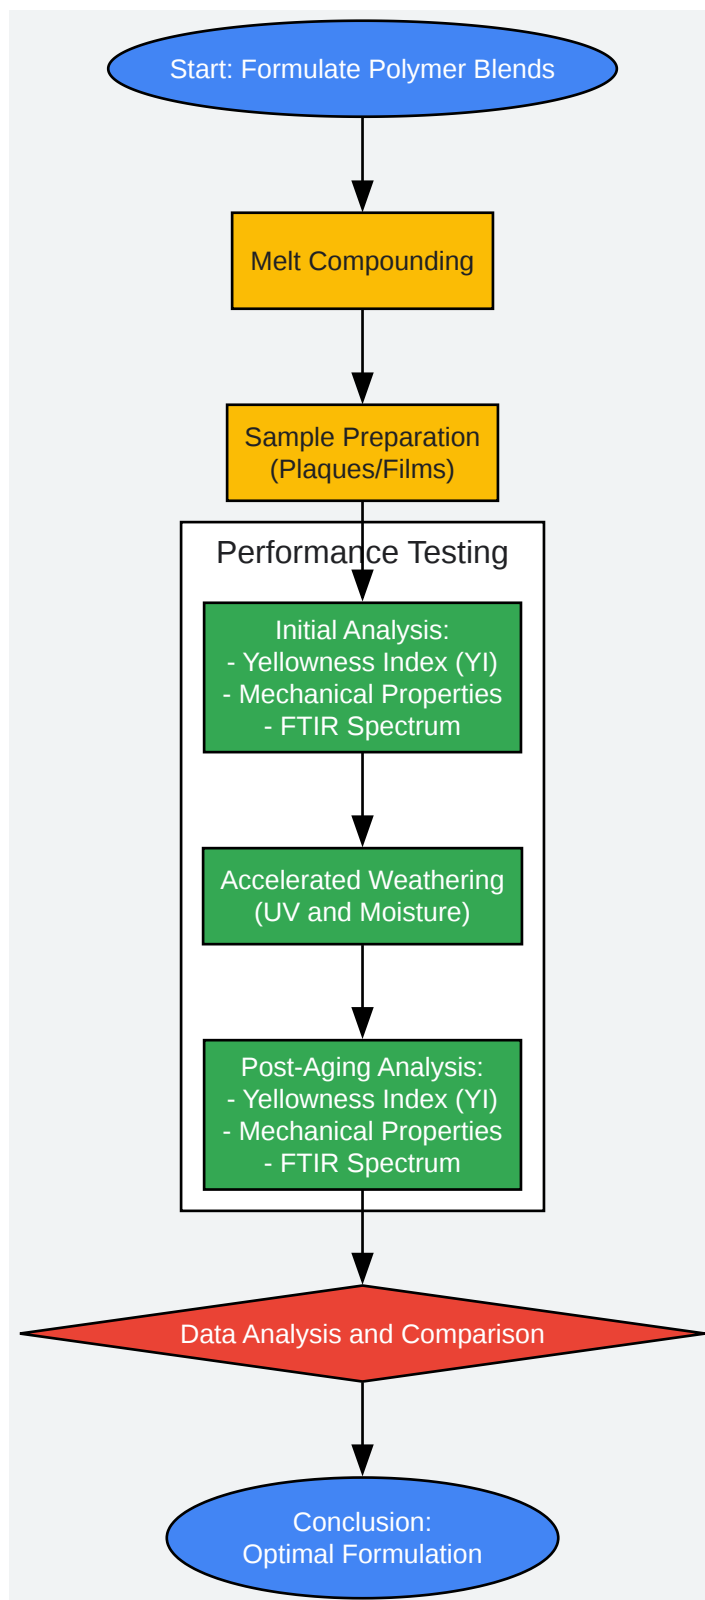 Start: Formulate Polymer Blends
Melt Compounding
Sample Preparation
(Plaques/Films)
Performance Testing
Initial Analysis:
- Yellowness Index (YI)
- Mechanical Properties
- FTIR Spectrum
Accelerated Weathering
(UV and Moisture)
Post-Aging Analysis:
- Yellowness Index (YI)
- Mechanical Properties
- FTIR Spectrum
Data Analysis and Comparison
Conclusion:
Optimal Formulation